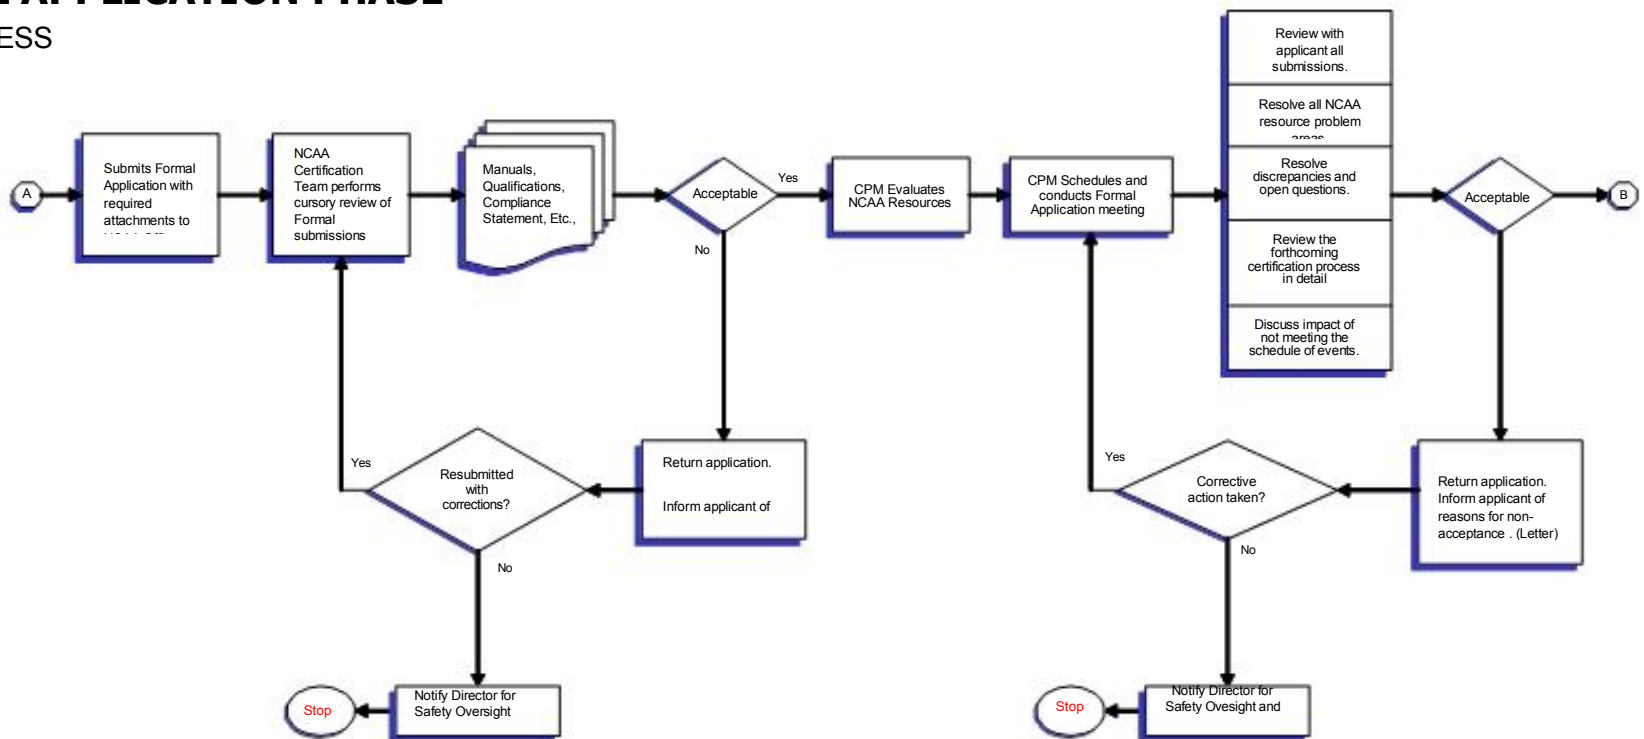 APPLICATION PHASE
ESS
A
Submits Formal
Application with
required
attachments to
NCAA
Certification
Team performs
cursory review of
Formal
submissions
Manuals,
Qualifications,
Compliance
Statement, Etc.,
Acceptable
Yes
No
CPM Evaluates
NCAA Resources
CPM Schedules and
conducts Formal
Application meeting
Review with
applicant all
submissions.
Resolve all NCAA
resource problem
areas
Resolve
discrepancies and
open questions.
Review the
forthcoming
certification process
in detail
Discuss impact of
not meeting the
schedule of events.
Acceptable
B
Return application.
Inform applicant of
Resubmitted
with
corrections?
Yes
No
Notify Director for
Safety Oversight
Stop
Return application.
Inform applicant of
reasons for non-
acceptance . (Letter)
Corrective
action taken?
Yes
No
Notify Director for
Safety Ovesight and
Stop